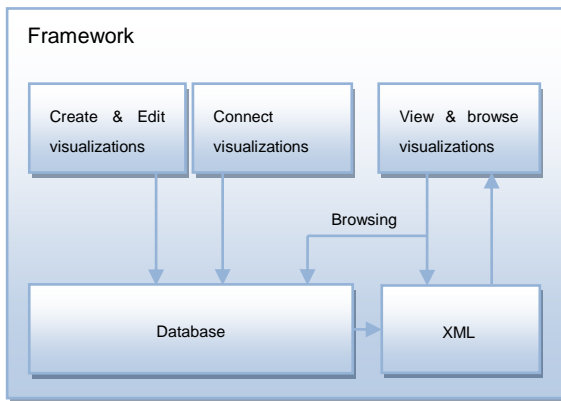 Framework
Create & Edit
visualizations
Connect
visualizations
View & browse
visualizations
Browsing
Database
XML